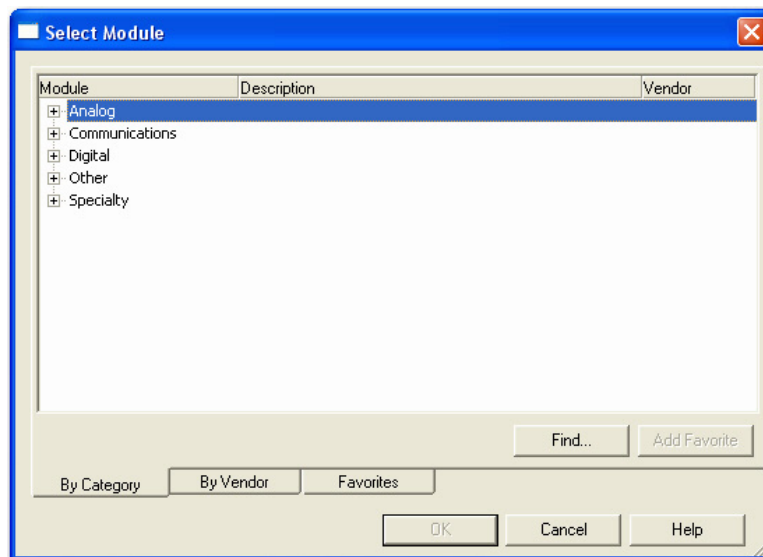 Select Module
Module Description Vendor
Analog
Communications
Digital
Other
Specialty
Find... Add Favorite
By Category By Vendor Favorites
OK Cancel Help